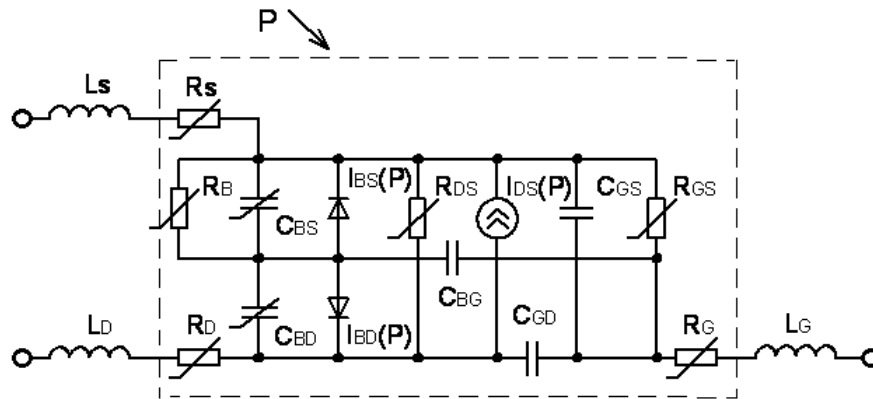 P
Ls Rs
RB CBS IBS(P) RDS IDS(P) CGS RGS
CBG
LD RD CBD IBD(P) CGD RG LG